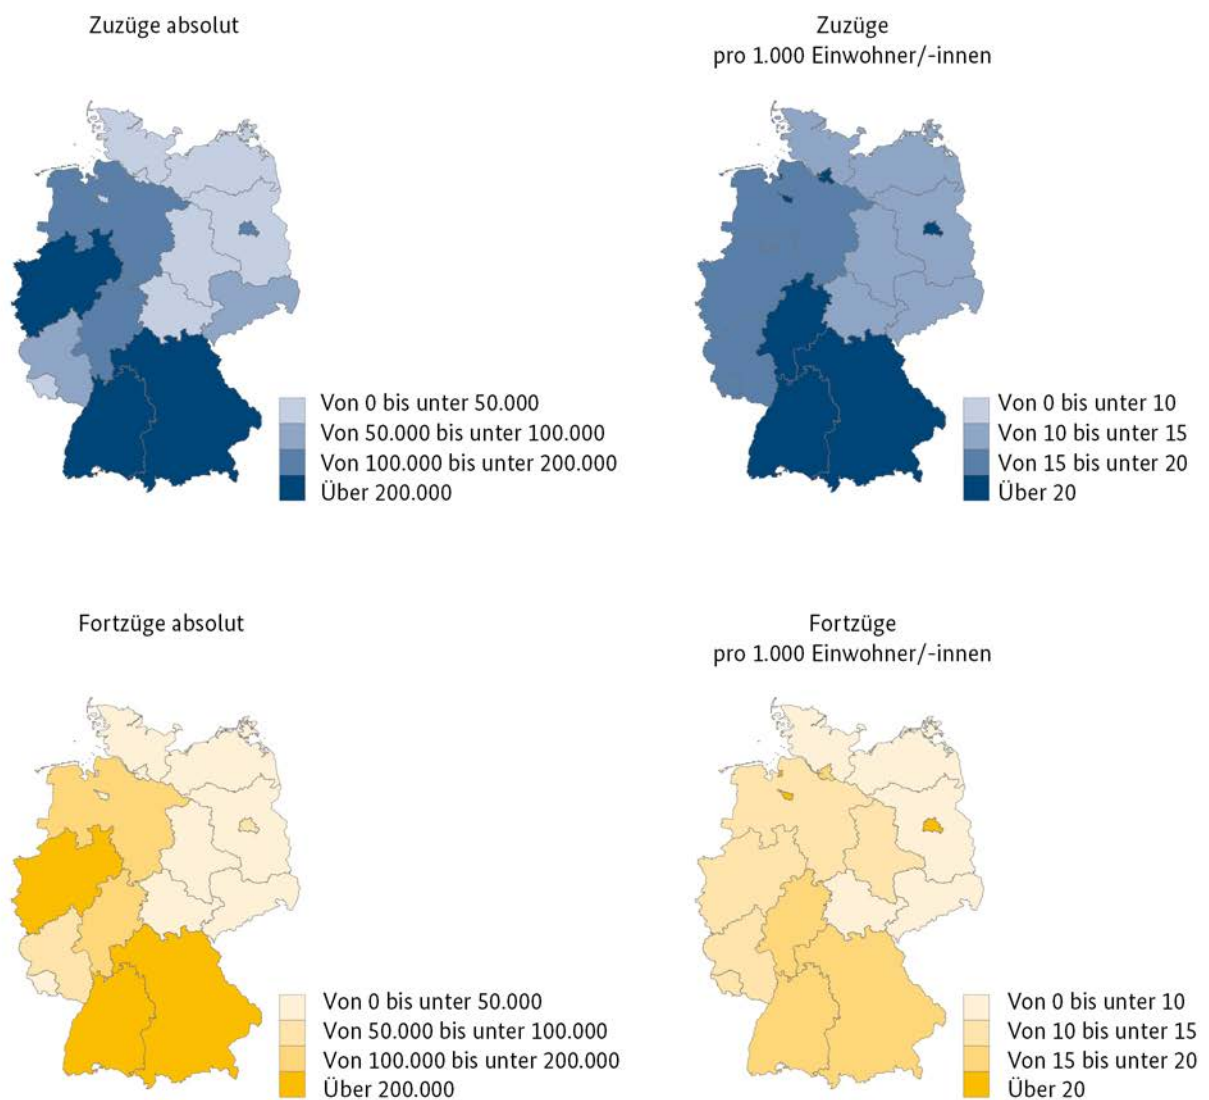 Zuzüge absolut
Von 0 bis unter 50.000
Von 50.000 bis unter 100.000
Von 100.000 bis unter 200.000
Über 200.000
Zuzüge
pro 1.000 Einwohner/-innen
Von 0 bis unter 10
Von 10 bis unter 15
Von 15 bis unter 20
Über 20
Fortzüge absolut
Von 0 bis unter 50.000
Von 50.000 bis unter 100.000
Von 100.000 bis unter 200.000
Über 200.000
Fortzüge
pro 1.000 Einwohner/-innen
Von 0 bis unter 10
Von 10 bis unter 15
Von 15 bis unter 20
Über 20